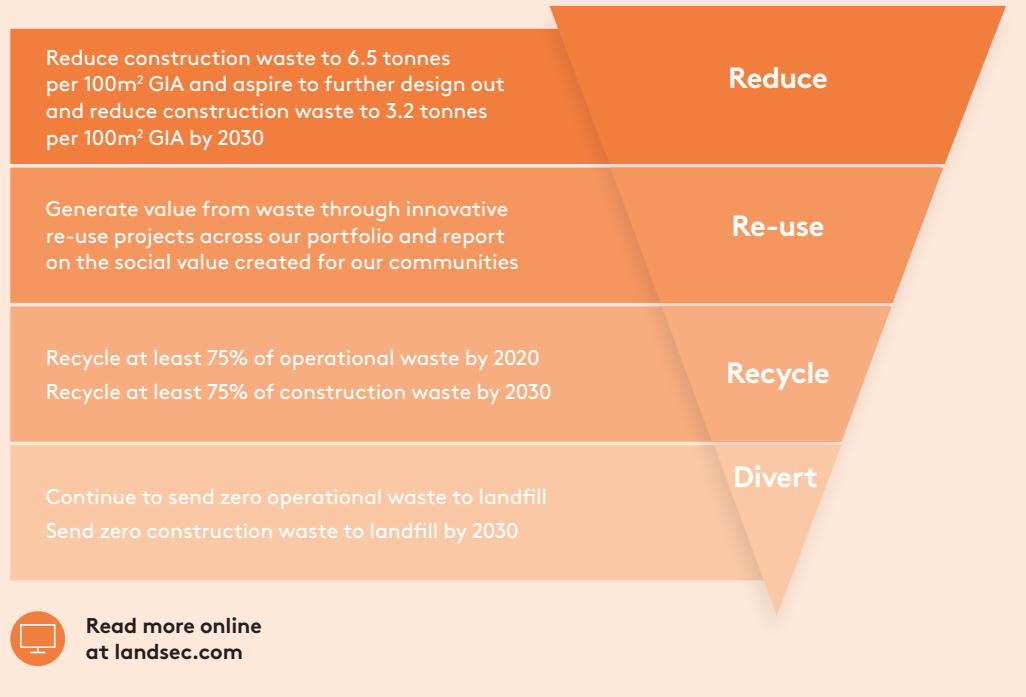 Reduce construction waste to 6.5 tonnes
per 100m² GIA and aspire to further design out
and reduce construction waste to 3.2 tonnes
per 100m² GIA by 2030
Reduce
Generate value from waste through innovative
re-use projects across our portfolio and report
on the social value created for our communities
Re-use
Recycle at least 75% of operational waste by 2020
Recycle at least 75% of construction waste by 2030
Recycle
Continue to send zero operational waste to landfill
Send zero construction waste to landfill by 2030
Divert
Read more online
at landsec.com